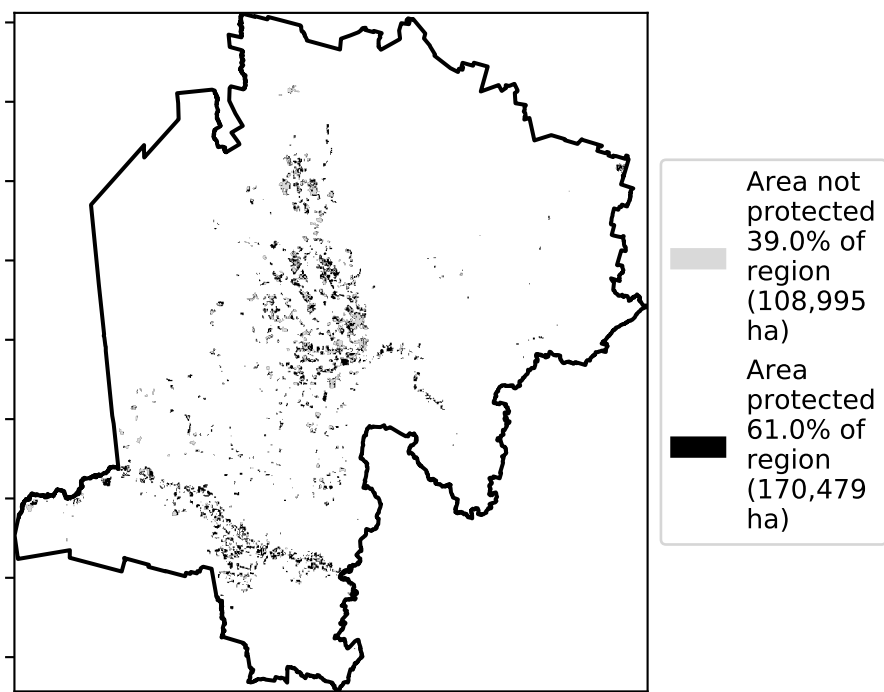 Area not
protected
39.0% of
region
(108,995
ha)
Area
protected
61.0% of
region
(170,479
ha)